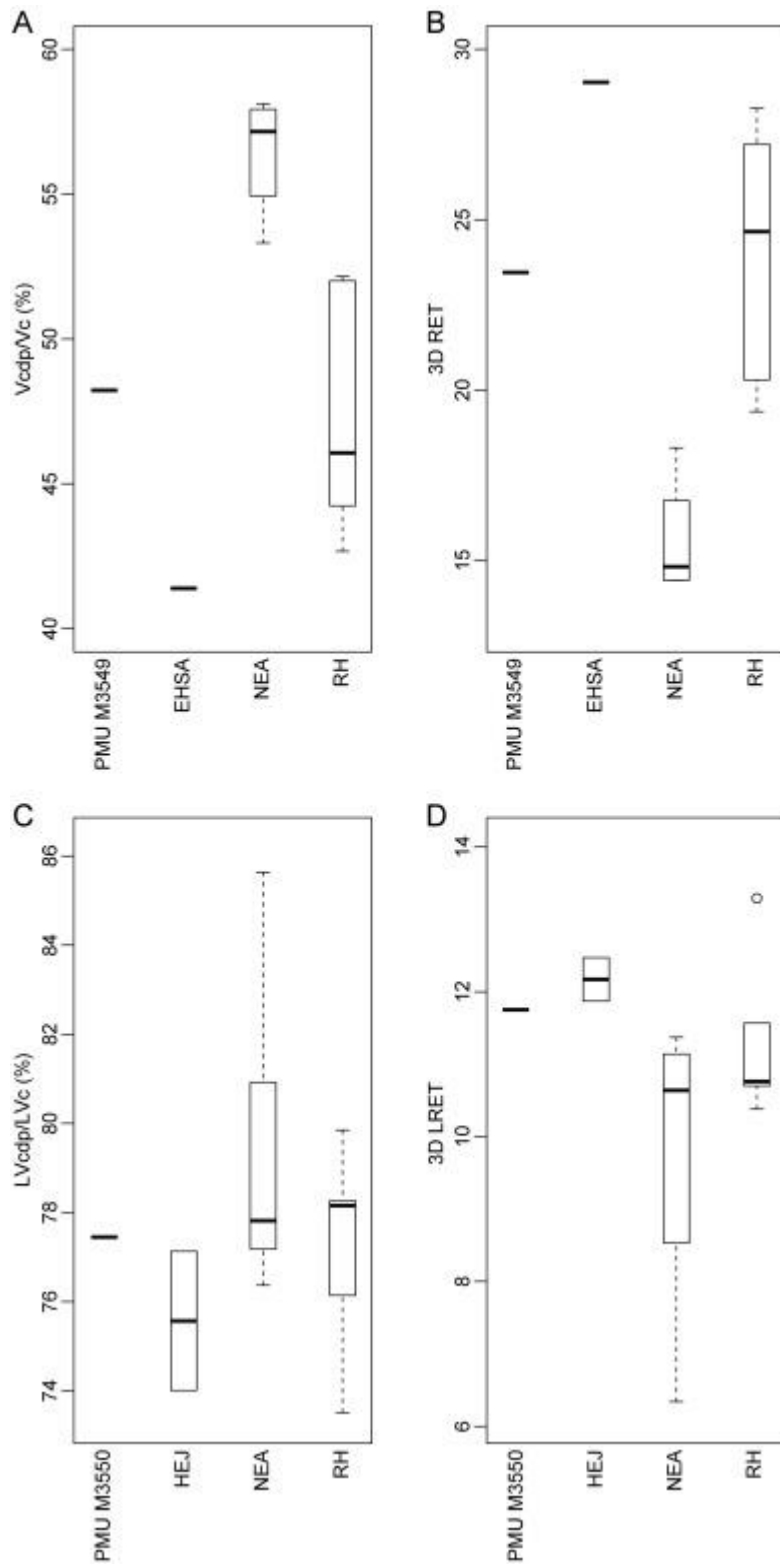 A
60
55
50
45
40
Vcdp/Vc (%)
PMU M3549
EHSA
NEA
RH
B
30
25
20
15
3D RET
PMU M3549
EHSA
NEA
RH
C
86
84
82
80
78
76
74
LVcdp/LVc (%)
PMU M3550
HEJ
NEA
RH
D
14
12
10
8
6
3D LRET
PMU M3550
HEJ
NEA
RH